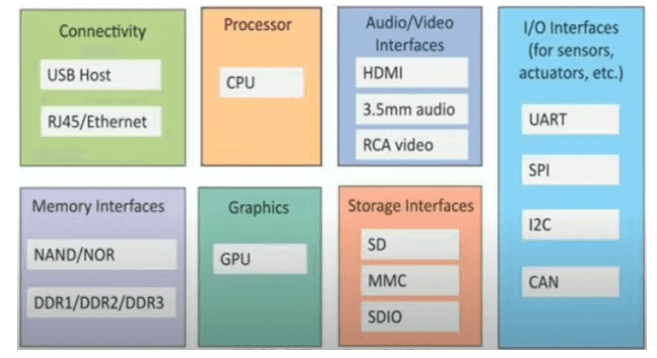 Connectivity
USB Host
RJ45/Ethernet
Processor
CPU
Audio/Video
Interfaces
HDMI
3.5mm audio
RCA video
I/O Interfaces
(for sensors,
actuators, etc.)
UART
SPI
I2C
CAN
Memory Interfaces
NAND/NOR
DDR1/DDR2/DDR3
Graphics
GPU
Storage Interfaces
SD
MMC
SDIO